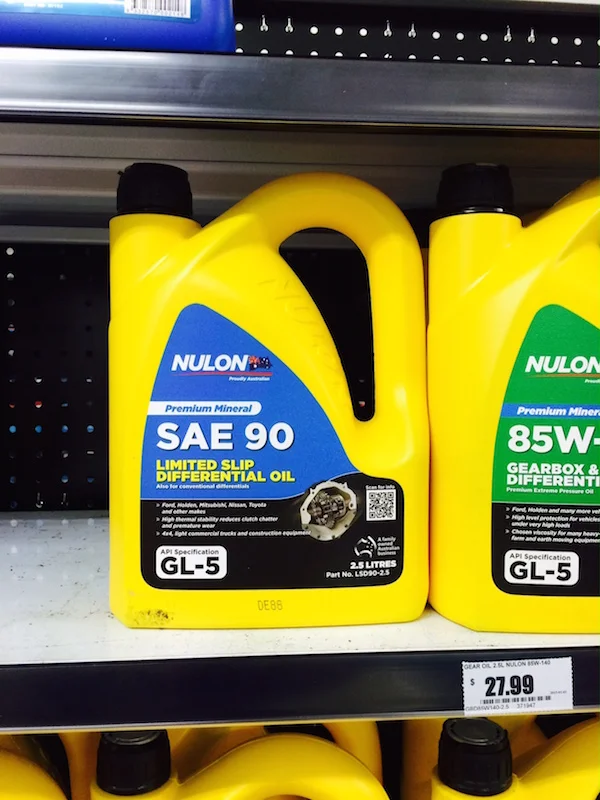 NULON
Proudly Australian
Premium Mineral
SAE 90
LIMITED SLIP
DIFFERENTIAL OIL
Also for conventional differentials
> Ford, Holden, Mitsubishi, Nissan, Toyota
and other makes
> High thermal stability reduces clutch chatter
and premature wear
> 4x4, light commercial trucks and construction equipment
Scan for info
API Specification
GL-5
A family
owned
Australian
business
2.5 LITRES
Part No. LSD90-2.5
DE88
NULON
Premium Mineral
85W-
GEARBOX &
DIFFERENTI
Premium Extreme Pressure Oil
> Ford, Holden and many more
> High level protection for vehicles
under very high loads
> Chosen viscosity for many heavy
farm and earth moving equipment
API Specification
GL-5
GEAR OIL 2.5L NULON 85W-140
$ 27.99
371947